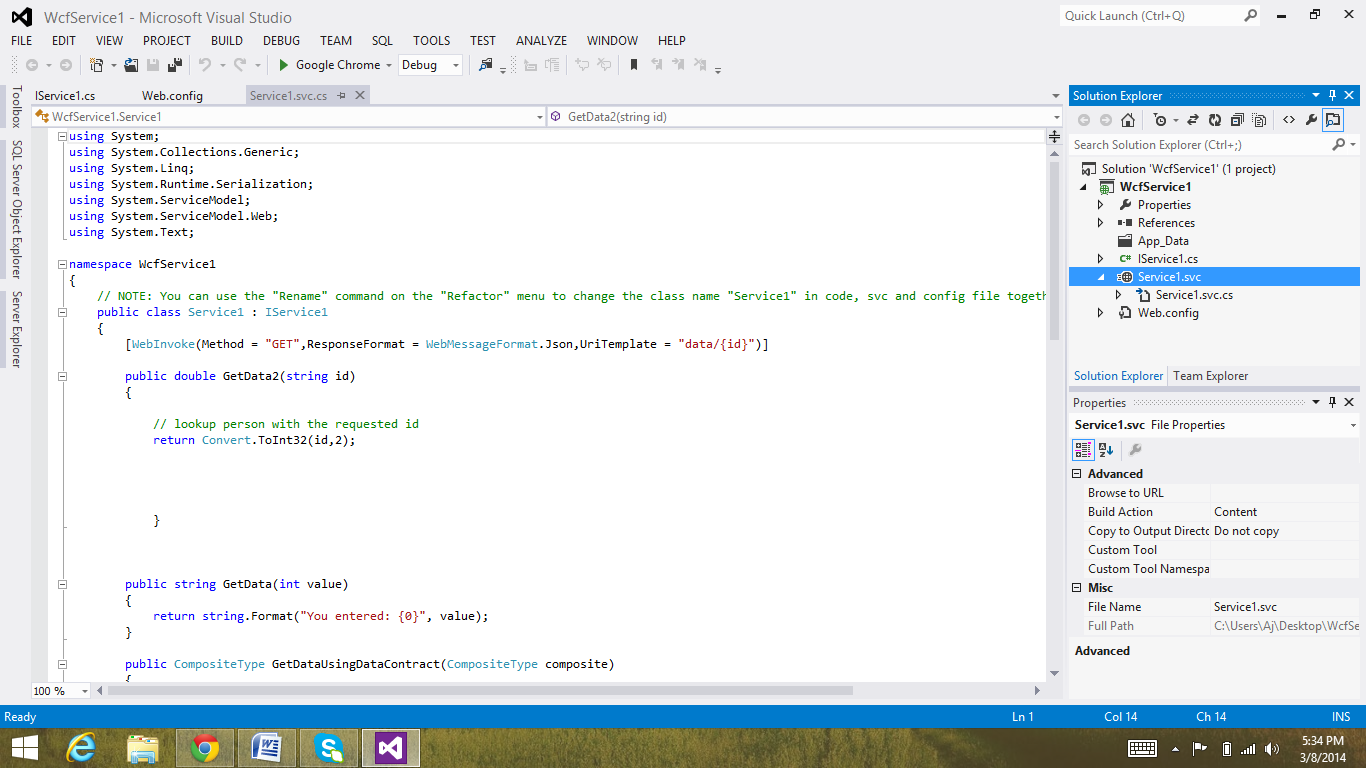 WcfService1 - Microsoft Visual Studio
Quick Launch (Ctrl+Q)
FILE EDIT VIEW PROJECT BUILD DEBUG TEAM SQL TOOLS TEST ANALYZE WINDOW HELP
Google Chrome Debug
Toolbox
SQL Server Object Explorer
Server Explorer
IService1.cs Web.config Service1.svc.cs
WcfService1.Service1 GetData2(string id)
using System;
using System.Collections.Generic;
using System.Linq;
using System.Runtime.Serialization;
using System.ServiceModel;
using System.ServiceModel.Web;
using System.Text;
namespace WcfService1
{
// NOTE: You can use the "Rename" command on the "Refactor" menu to change the class name "Service1" in code, svc and config file togeth
public class Service1 : IService1
{
[WebInvoke(Method = "GET",ResponseFormat = WebMessageFormat.Json,UriTemplate = "data/{id}")]
public double GetData2(string id)
{
// lookup person with the requested id
return Convert.ToInt32(id,2);
}
public string GetData(int value)
{
return string.Format("You entered: {0}", value);
}
public CompositeType GetDataUsingDataContract(CompositeType composite)
{
100 %
Solution Explorer
Search Solution Explorer (Ctrl+;)
Solution 'WcfService1' (1 project)
WcfService1
Properties
References
App_Data
C# IService1.cs
Service1.svc
Service1.svc.cs
Web.config
Solution Explorer Team Explorer
Properties
Service1.svc File Properties
Advanced
Browse to URL
Build Action Content
Copy to Output Directo Do not copy
Custom Tool
Custom Tool Namespa
Misc
File Name Service1.svc
Full Path C:\Users\Aj\Desktop\WcfSe
Advanced
Ready Ln 1 Col 14 Ch 14 INS
5:34 PM
3/8/2014